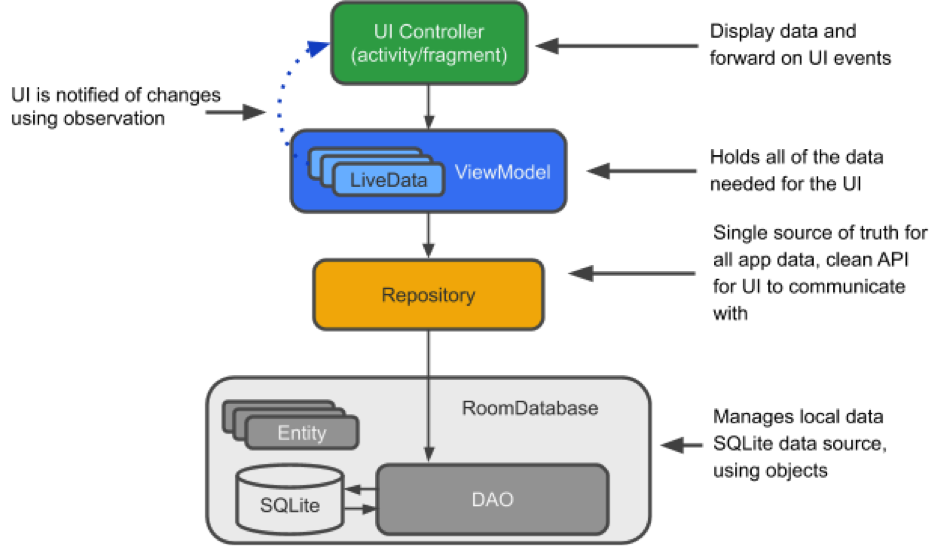 UI Controller
(activity/fragment)
Display data and
forward on UI events
UI is notified of changes
using observation
LiveData
ViewModel
Holds all of the data
needed for the UI
Repository
Single source of truth for
all app data, clean API
for UI to communicate
with
RoomDatabase
Entity
SQLite
DAO
Manages local data
SQLite data source,
using objects